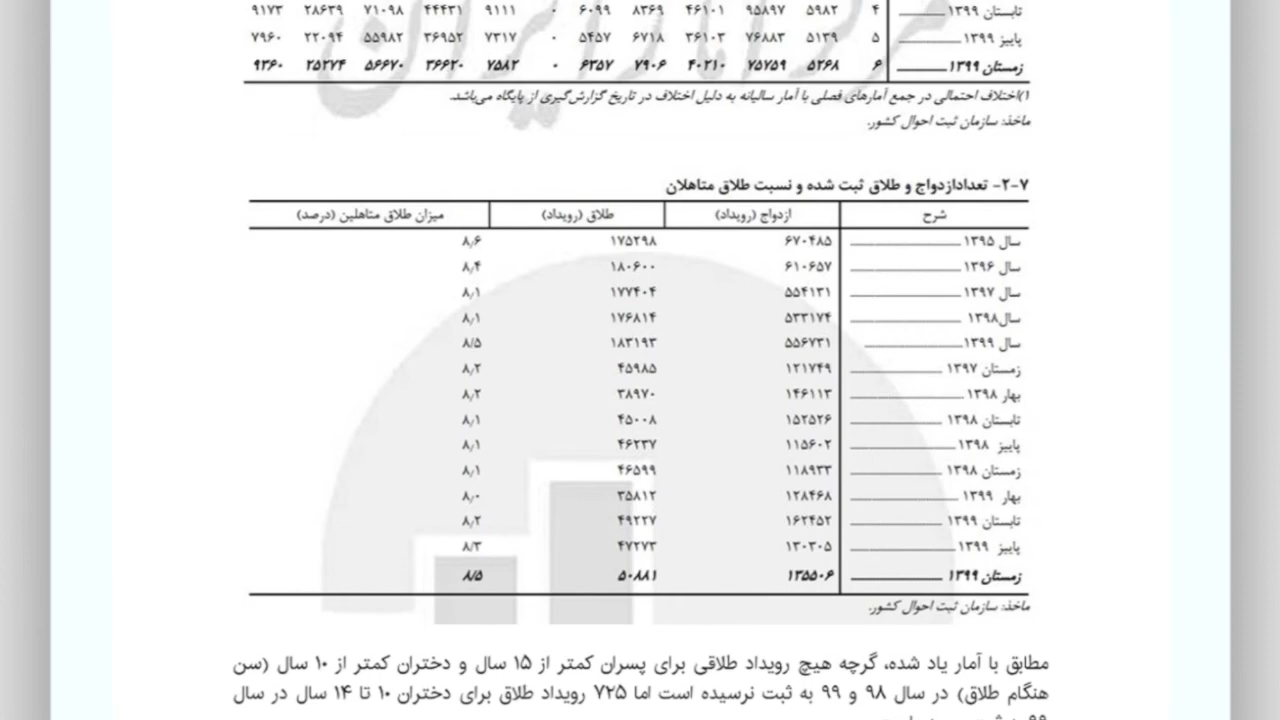 تابستان ۱۳۹۹ ۴ ۵۹۸۲ ۹۵۸۹۷ ۴۶۱۰۱ ۸۳۶۹ ۶۰۹۹ ۰ ۹۱۱۱ ۴۴۴۳۱ ۷۱۰۹۸ ۲۸۶۳۹ ۹۱۷۳
پاییز ۱۳۹۹ ۵ ۵۱۳۹ ۷۶۸۸۳ ۳۶۱۰۳ ۶۷۱۸ ۵۴۵۷ ۰ ۷۳۱۷ ۳۶۹۵۲ ۵۵۹۸۲ ۲۲۰۹۴ ۷۹۶۰
زمستان ۱۳۹۹ ۶ ۵۲۶۸ ۷۵۷۵۹ ۴۰۲۱۰ ۷۹۰۶ ۶۳۵۷ ۰ ۷۵۸۲ ۳۶۶۲۰ ۵۶۶۷۰ ۲۵۲۷۴ ۹۳۶۰
۱)اختلاف احتمالی در جمع آمارهای فصلی با آمار سالیانه به دلیل اختلاف در تاریخ گزارش‌گیری از پایگاه می‌باشد.
ماخذ: سازمان ثبت احوال کشور.
۷-۲- تعدادازدواج و طلاق ثبت شده و نسبت طلاق متاهلان
شرح ازدواج (رویداد) طلاق (رویداد) میزان طلاق متاهلین (درصد)
سال ۱۳۹۵ ۶۷۰۴۸۵ ۱۷۵۲۹۸ ۸٫۶
سال ۱۳۹۶ ۶۱۰۶۵۷ ۱۸۰۶۰۰ ۸٫۴
سال ۱۳۹۷ ۵۵۴۱۳۱ ۱۷۷۴۰۴ ۸٫۱
سال۱۳۹۸ ۵۳۳۱۷۴ ۱۷۶۸۱۴ ۸٫۱
سال ۱۳۹۹ ۵۵۶۷۳۱ ۱۸۳۱۹۳ ۸/۵
زمستان ۱۳۹۷ ۱۲۱۷۴۹ ۴۵۹۸۵ ۸٫۲
بهار ۱۳۹۸ ۱۴۶۱۱۳ ۳۸۹۷۰ ۸٫۲
تابستان ۱۳۹۸ ۱۵۲۵۲۶ ۴۵۰۰۸ ۸٫۱
پاییز ۱۳۹۸ ۱۱۵۶۰۲ ۴۶۲۳۷ ۸٫۱
زمستان ۱۳۹۸ ۱۱۸۹۳۳ ۴۶۵۹۹ ۸٫۱
بهار ۱۳۹۹ ۱۲۸۴۶۸ ۳۵۸۱۲ ۸٫۰
تابستان ۱۳۹۹ ۱۶۲۴۵۲ ۴۹۲۲۷ ۸٫۲
پاییز ۱۳۹۹ ۱۳۰۳۰۵ ۴۷۲۷۳ ۸/۳
زمستان ۱۳۹۹ ۱۳۵۵۰۶ ۵۰۸۸۱ ۸/۵
ماخذ: سازمان ثبت احوال کشور.
مطابق با آمار یاد شده، گرچه هیچ رویداد طلاقی برای پسران کمتر از ۱۵ سال و دختران کمتر از ۱۰ سال (سن
هنگام طلاق) در سال ۹۸ و ۹۹ به ثبت نرسیده است اما ۷۲۵ رویداد طلاق برای دختران ۱۰ تا ۱۴ سال در سال